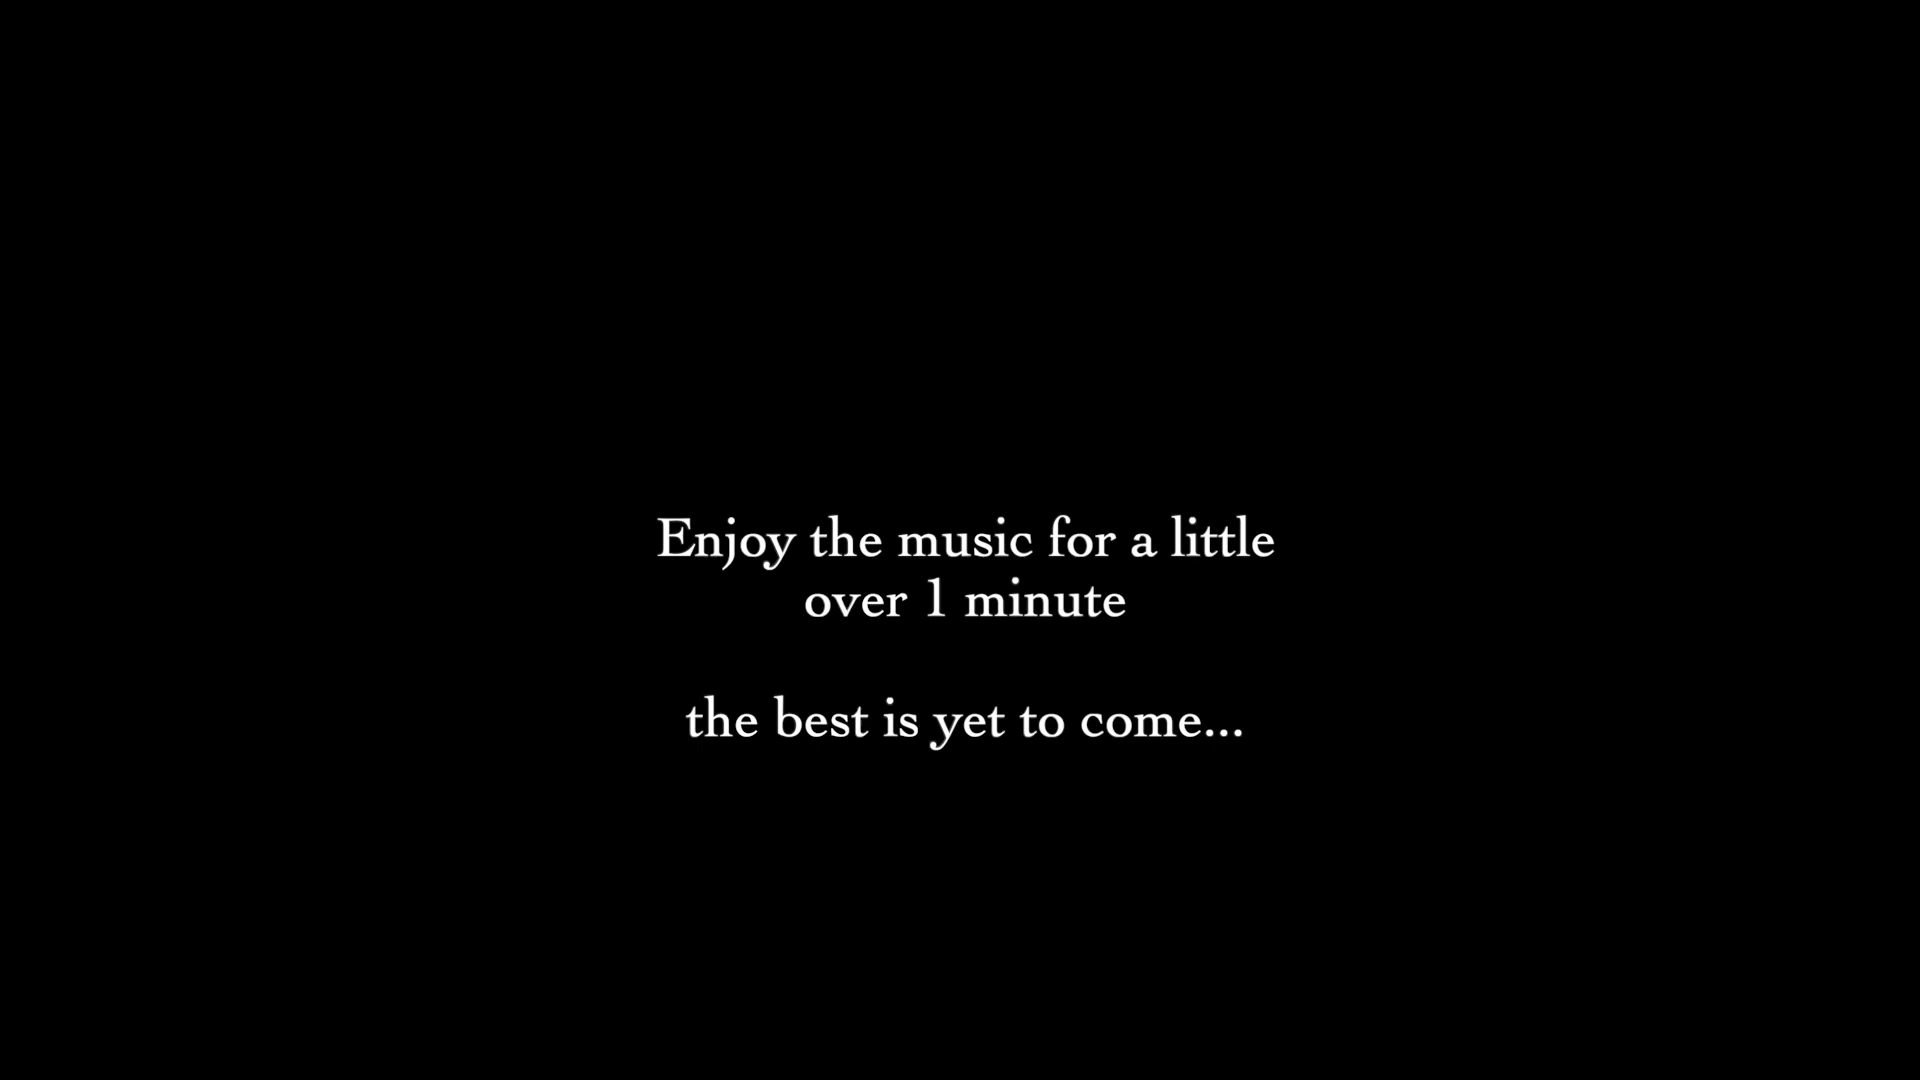 Enjoy the music for a little
over 1 minute
the best is yet to come...